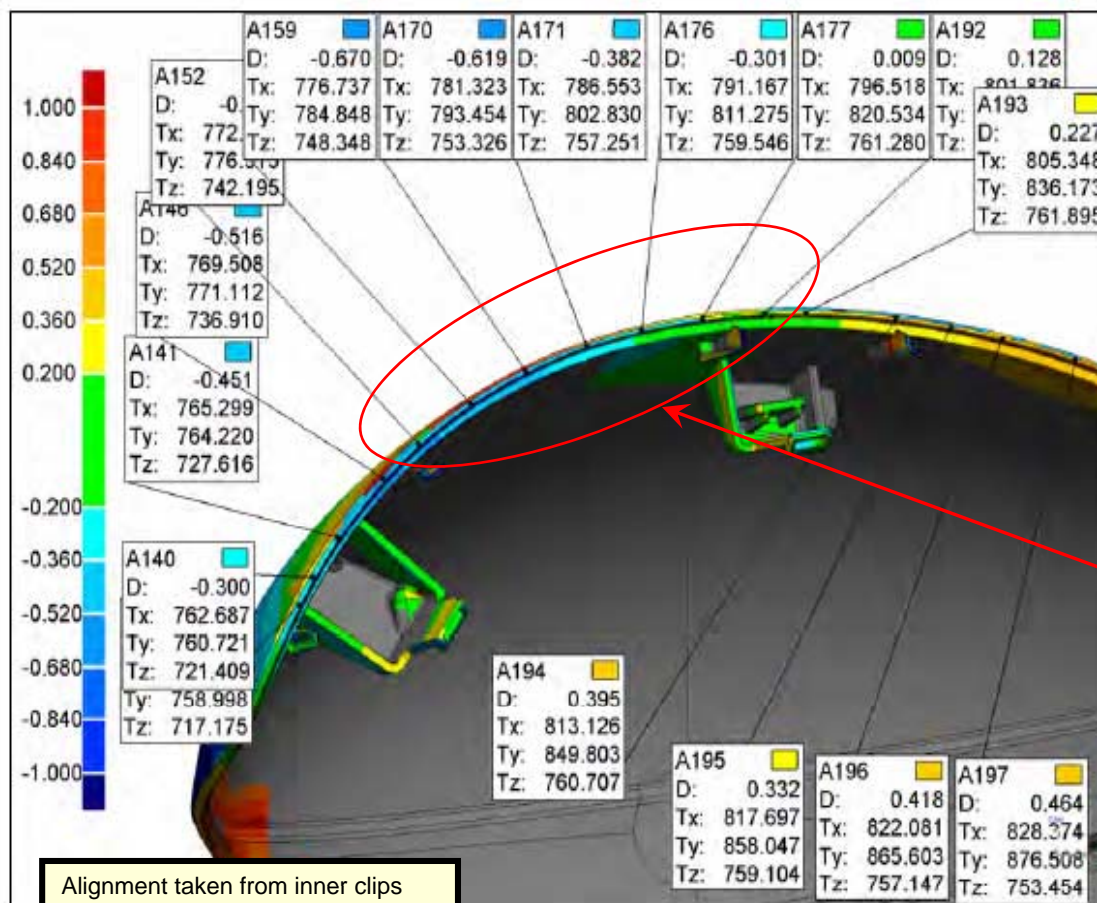 A159
D: -0.670
Tx: 776.737
Ty: 784.848
Tz: 748.348
A170
D: -0.619
Tx: 781.323
Ty: 793.454
Tz: 753.326
A171
D: -0.382
Tx: 786.553
Ty: 802.830
Tz: 757.251
A176
D: -0.301
Tx: 791.167
Ty: 811.275
Tz: 759.546
A177
D: 0.009
Tx: 796.518
Ty: 820.534
Tz: 761.280
A192
D: 0.128
Tx:
Ty:
Tz:
A193
D: 0.227
Tx: 805.348
Ty: 836.173
Tz: 761.895
A152
D: -0.
Tx: 772.
Ty:
Tz: 742.195
A146
D: -0.516
Tx: 769.508
Ty: 771.112
Tz: 736.910
A141
D: -0.451
Tx: 765.299
Ty: 764.220
Tz: 727.616
A140
D: -0.300
Tx: 762.687
Ty: 760.721
Tz: 721.409
Ty: 758.998
Tz: 717.175
1.000
0.840
0.680
0.520
0.360
0.200
-0.200
-0.360
-0.520
-0.680
-0.840
-1.000
A194
D: 0.395
Tx: 813.126
Ty: 849.803
Tz: 760.707
A195
D: 0.332
Tx: 817.697
Ty: 858.047
Tz: 759.104
A196
D: 0.418
Tx: 822.081
Ty: 865.603
Tz: 757.147
A197
D: 0.464
Tx: 828.374
Ty: 876.508
Tz: 753.454
Alignment taken from inner clips